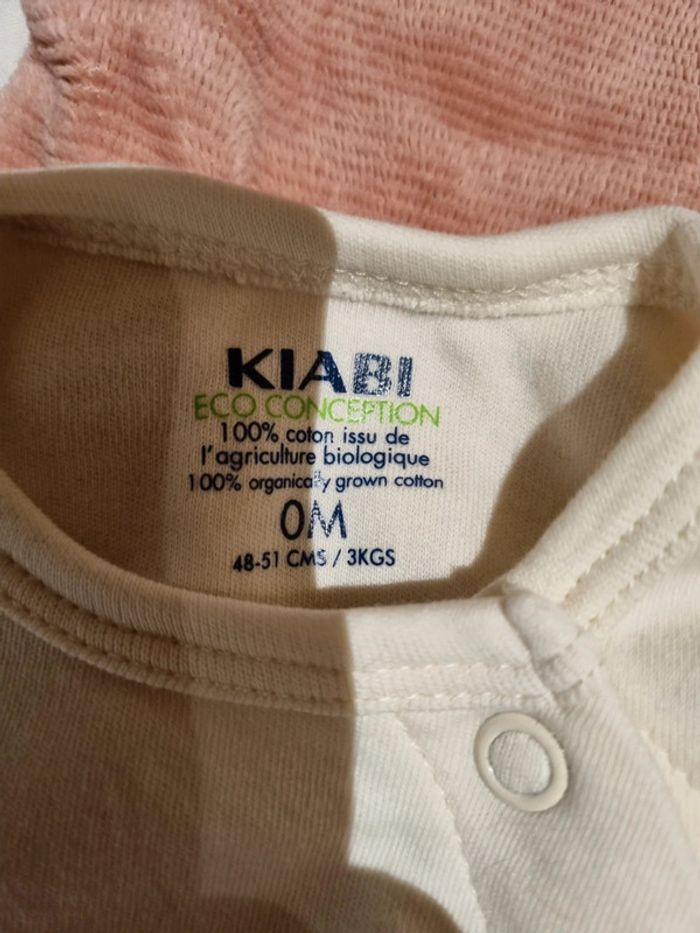 KIABI
ECO CONCEPTION
100% coton issu de
l'agriculture biologique
100% organically grown cotton
0M
48-51 CMS / 3KGS